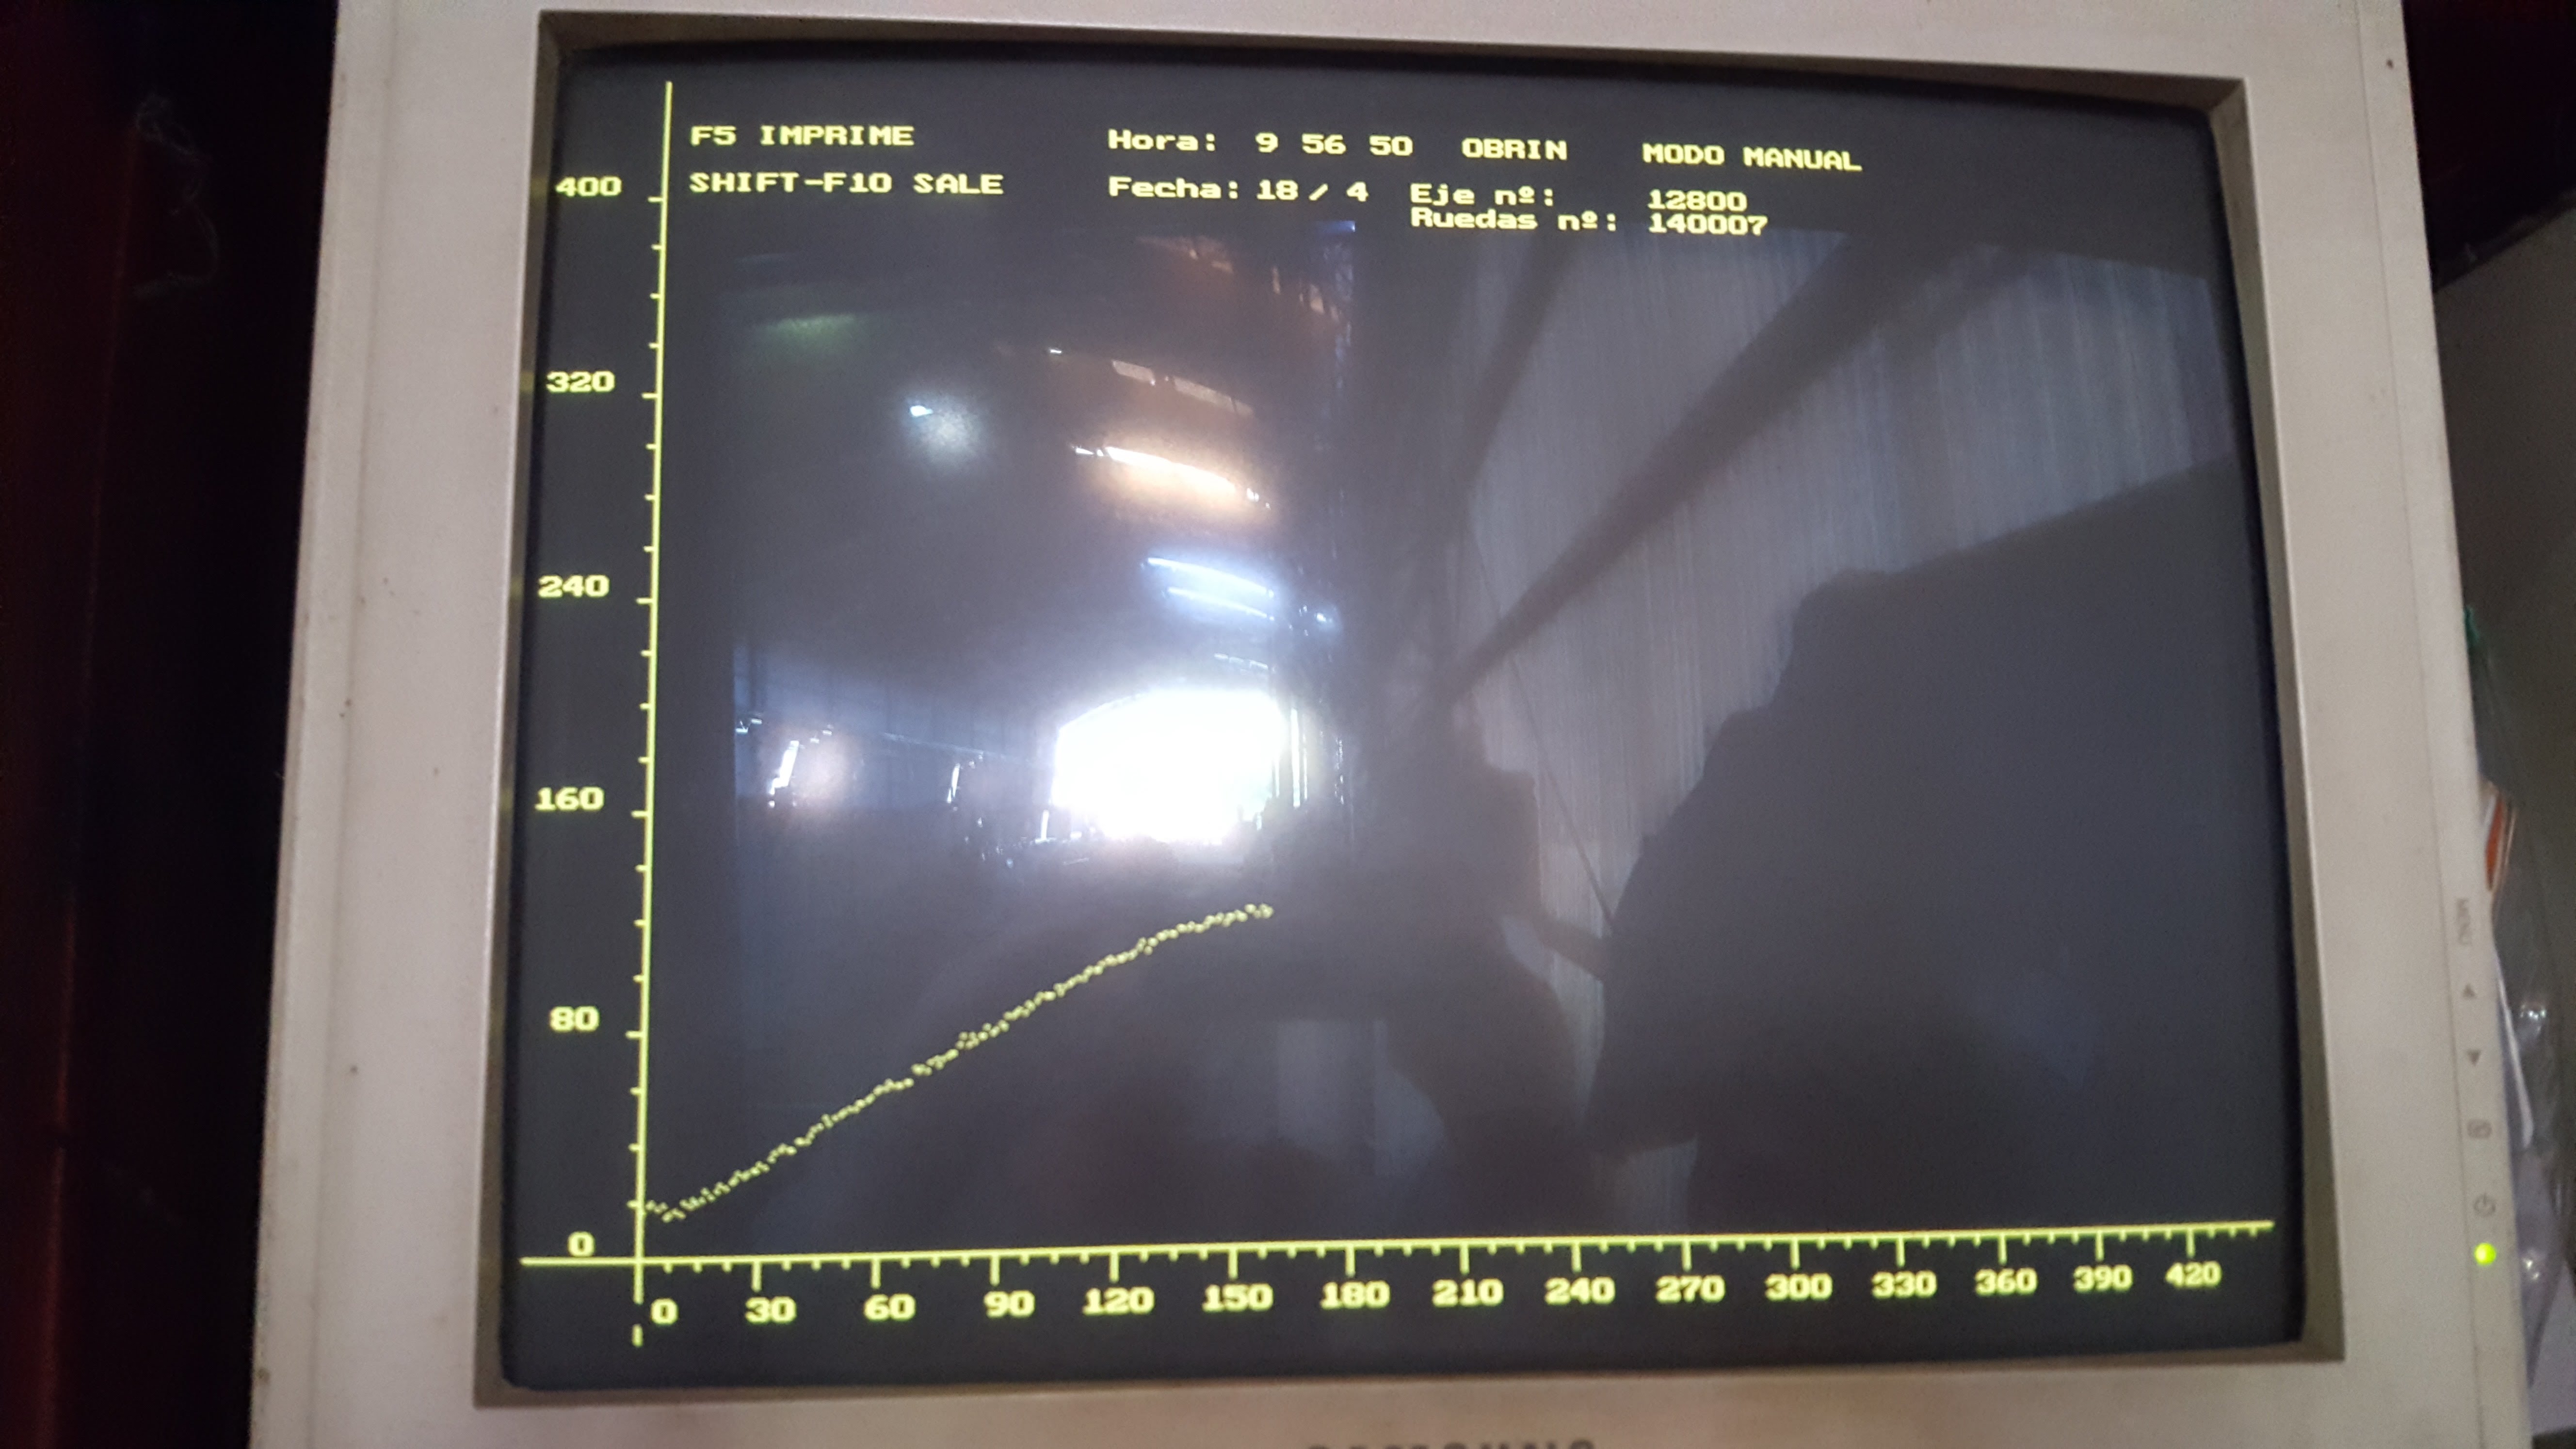 F5 IMPRIME
SHIFT-F10 SALE
Hora: 9 56 50 OBRIN MODO MANUAL
Fecha: 18 / 4 Eje nº: 12800
Ruedas nº: 140007
400
320
240
160
80
0
0 30 60 90 120 150 180 210 240 270 300 330 360 390 420
MENU